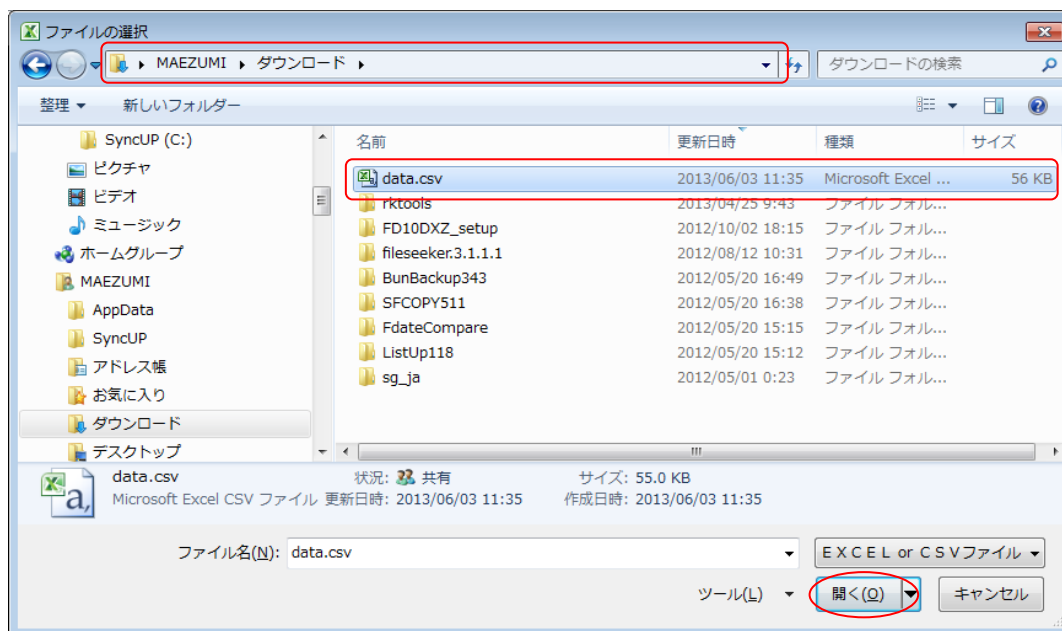 ファイルの選択
MAEZUMI ダウンロード ダウンロードの検索
整理 新しいフォルダー
SyncUP (C:)
ピクチャ
ビデオ
ミュージック
ホームグループ
MAEZUMI
AppData
SyncUP
アドレス帳
お気に入り
ダウンロード
デスクトップ
名前 更新日時 種類 サイズ
data.csv 2013/06/03 11:35 Microsoft Excel ... 56 KB
rktools 2013/04/25 9:43 ファイル フォル...
FD10DXZ_setup 2012/10/02 18:15 ファイル フォル...
fileseeker.3.1.1.1 2012/08/12 10:31 ファイル フォル...
BunBackup343 2012/05/20 16:49 ファイル フォル...
SFCOPY511 2012/05/20 16:38 ファイル フォル...
FdateCompare 2012/05/20 15:15 ファイル フォル...
ListUp118 2012/05/20 15:12 ファイル フォル...
sg_ja 2012/05/01 0:23 ファイル フォル...
data.csv 状況: 共有 サイズ: 55.0 KB
Microsoft Excel CSV ファイル 更新日時: 2013/06/03 11:35 作成日時: 2013/06/03 11:35
ファイル名(N): data.csv ＥＸＣＥＬ or ＣＳＶファイル
ツール(L) 開く(O) キャンセル